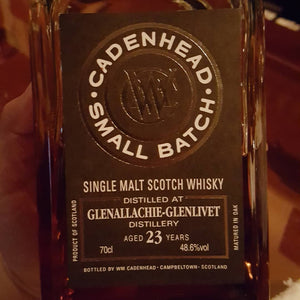 · CADENHEAD ·
SMALL BATCH
WC
SINGLE MALT SCOTCH WHISKY
DISTILLED AT
GLENALLACHIE-GLENLIVET
DISTILLERY
AGED 23 YEARS
70cl
48.6%vol
PRODUCT OF SCOTLAND
MATURED IN OAK
BOTTLED BY WM CADENHEAD · CAMPBELTOWN · SCOTLAND